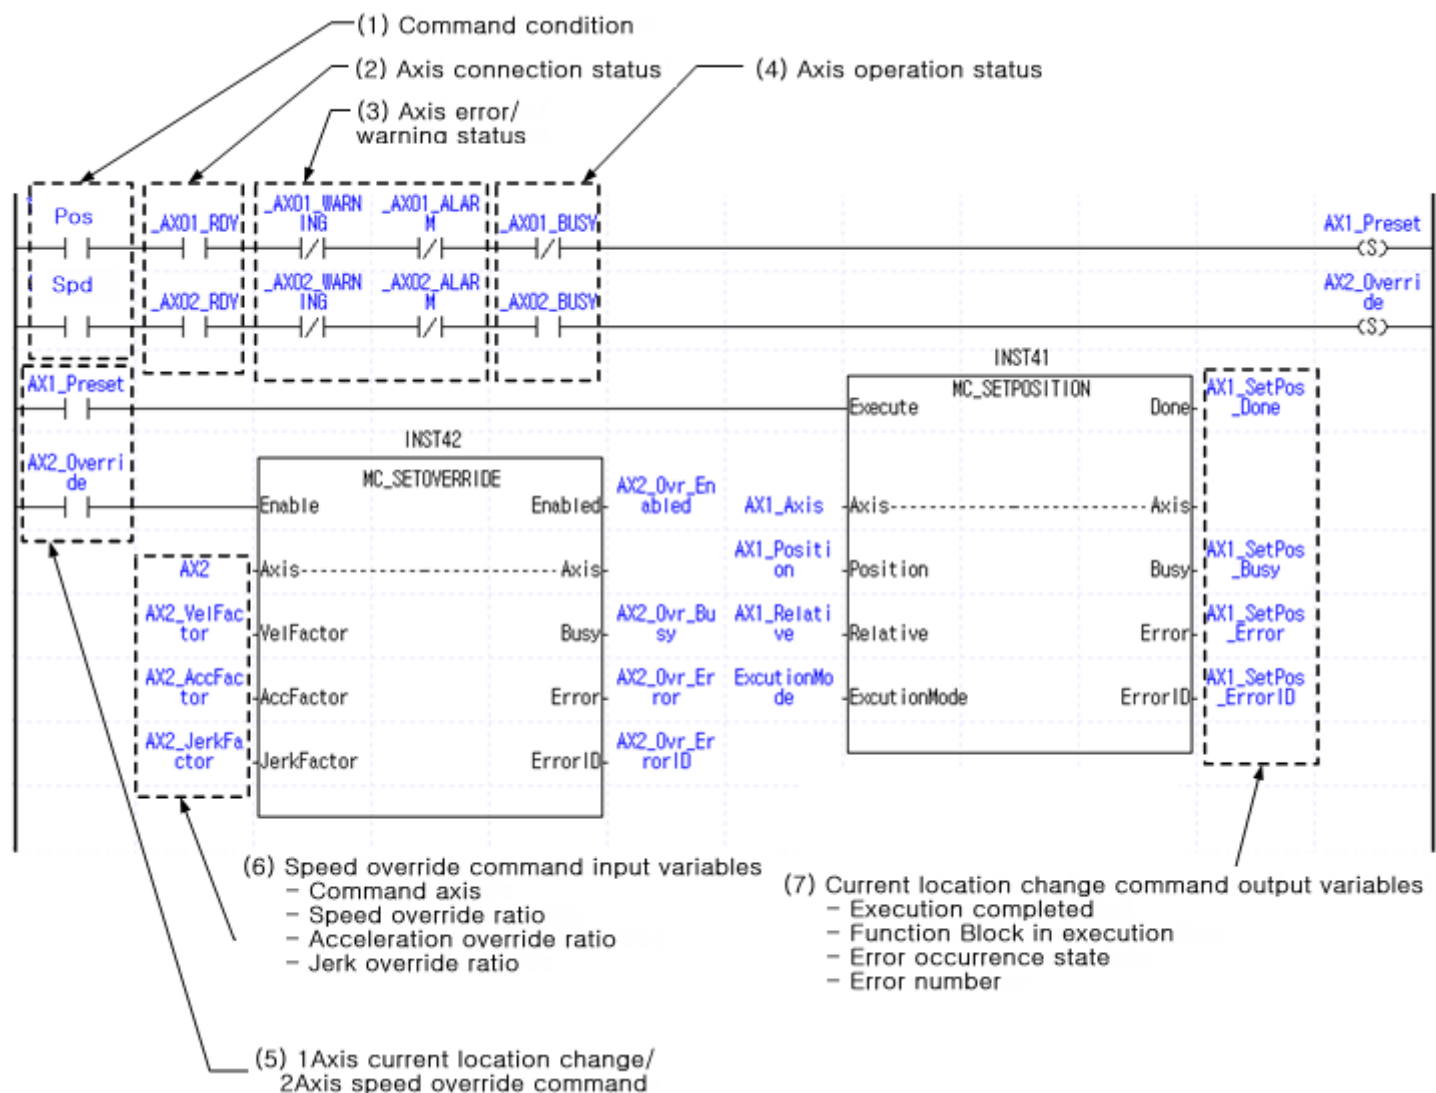 (1) Command condition
(2) Axis connection status
(4) Axis operation status
(3) Axis error/
warning status
Pos
_AX01_RDY
_AX01_WARN
ING
_AX01_ALAR
M
_AX01_BUSY
AX1_Preset
(S)
Spd
_AX02_RDY
_AX02_WARN
ING
_AX02_ALAR
M
_AX02_BUSY
AX2_Overri
de
(S)
AX1_Preset
INST41
MC_SETPOSITION
Execute
Done
AX1_SetPos
_Done
AX2_Overri
de
INST42
MC_SETOVERRIDE
Enable
Enabled
AX2_Ovr_En
abled
AX1_Axis
Axis
Axis
AX2
Axis
Axis
AX1_Positi
on
Position
Busy
AX1_SetPos
_Busy
AX2_VelFac
tor
VelFactor
Busy
AX2_Ovr_Bu
sy
AX1_Relati
ve
Relative
Error
AX1_SetPos
_Error
AX2_AccFac
tor
AccFactor
Error
AX2_Ovr_Er
ror
ExcutionMo
de
ExcutionMode
ErrorID
AX1_SetPos
_ErrorID
AX2_JerkFa
ctor
JerkFactor
ErrorID
AX2_Ovr_Er
rorID
(6) Speed override command input variables
- Command axis
- Speed override ratio
- Acceleration override ratio
- Jerk override ratio
(7) Current location change command output variables
- Execution completed
- Function Block in execution
- Error occurrence state
- Error number
(5) 1Axis current location change/
2Axis speed override command